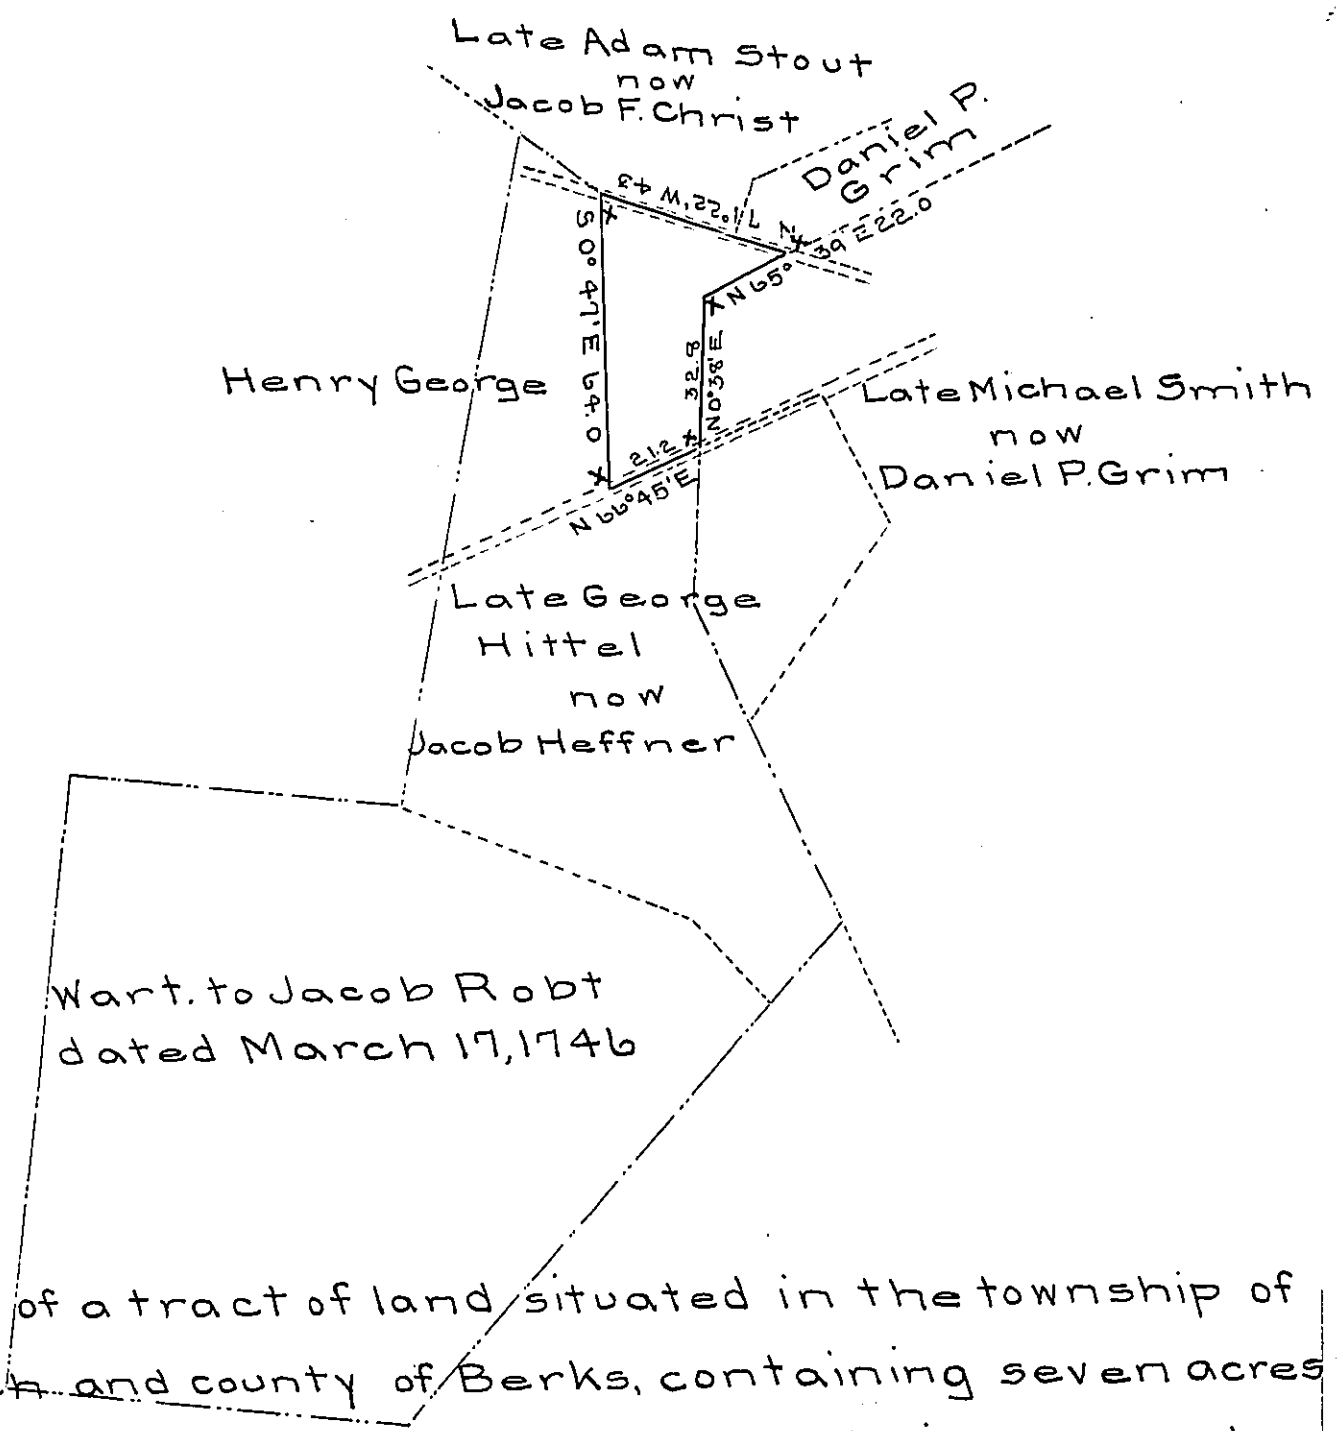 Late Adam Stout
now
Jacob F. Christ
Daniel P.
Grim
N 71°22' W 43
S 0° 47' E 64.0
N 65° 39 E 22.0
32.8
N 0°38' E
21.2
N 66°45' E
Henry George
Late Michael Smith
now
Daniel P. Grim
Late George
Hittel
now
Jacob Heffner
Wart. to Jacob Robt
dated March 17, 1746
of a tract of land situated in the township of
and county of Berks, containing seven acres